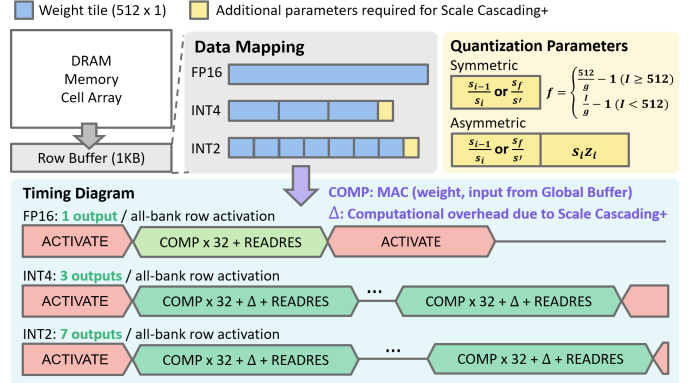 Weight tile (512 x 1)
Additional parameters required for Scale Cascading+
DRAM
Memory
Cell Array
Row Buffer (1KB)
Data Mapping
FP16
INT4
INT2
Quantization Parameters
Symmetric
s_{i-1}/s_i or s_f/s' f = { 512/g − 1 (l ≥ 512)
l/g − 1 (l < 512)
Asymmetric
s_{i-1}/s_i or s_f/s' s_i z_i
Timing Diagram
COMP: MAC (weight, input from Global Buffer)
Δ: Computational overhead due to Scale Cascading+
FP16: 1 output / all-bank row activation
ACTIVATE COMP x 32 + READRES ACTIVATE
INT4: 3 outputs / all-bank row activation
ACTIVATE COMP x 32 + Δ + READRES ... COMP x 32 + Δ + READRES
INT2: 7 outputs / all-bank row activation
ACTIVATE COMP x 32 + Δ + READRES ... COMP x 32 + Δ + READRES